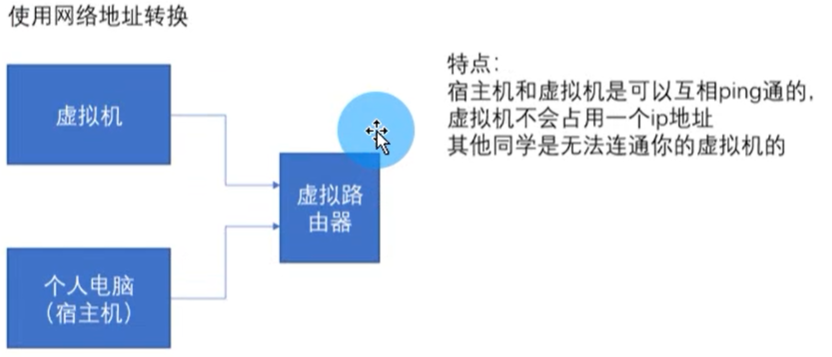 使用网络地址转换
虚拟机
虚拟路
由器
个人电脑
（宿主机）
特点：
宿主机和虚拟机是可以互相ping通的,
虚拟机不会占用一个ip地址
其他同学是无法连通你的虚拟机的